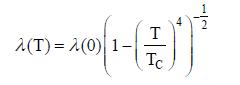 λ(T) = λ(0)(1-(T/T_C)^4)^{-1/2}